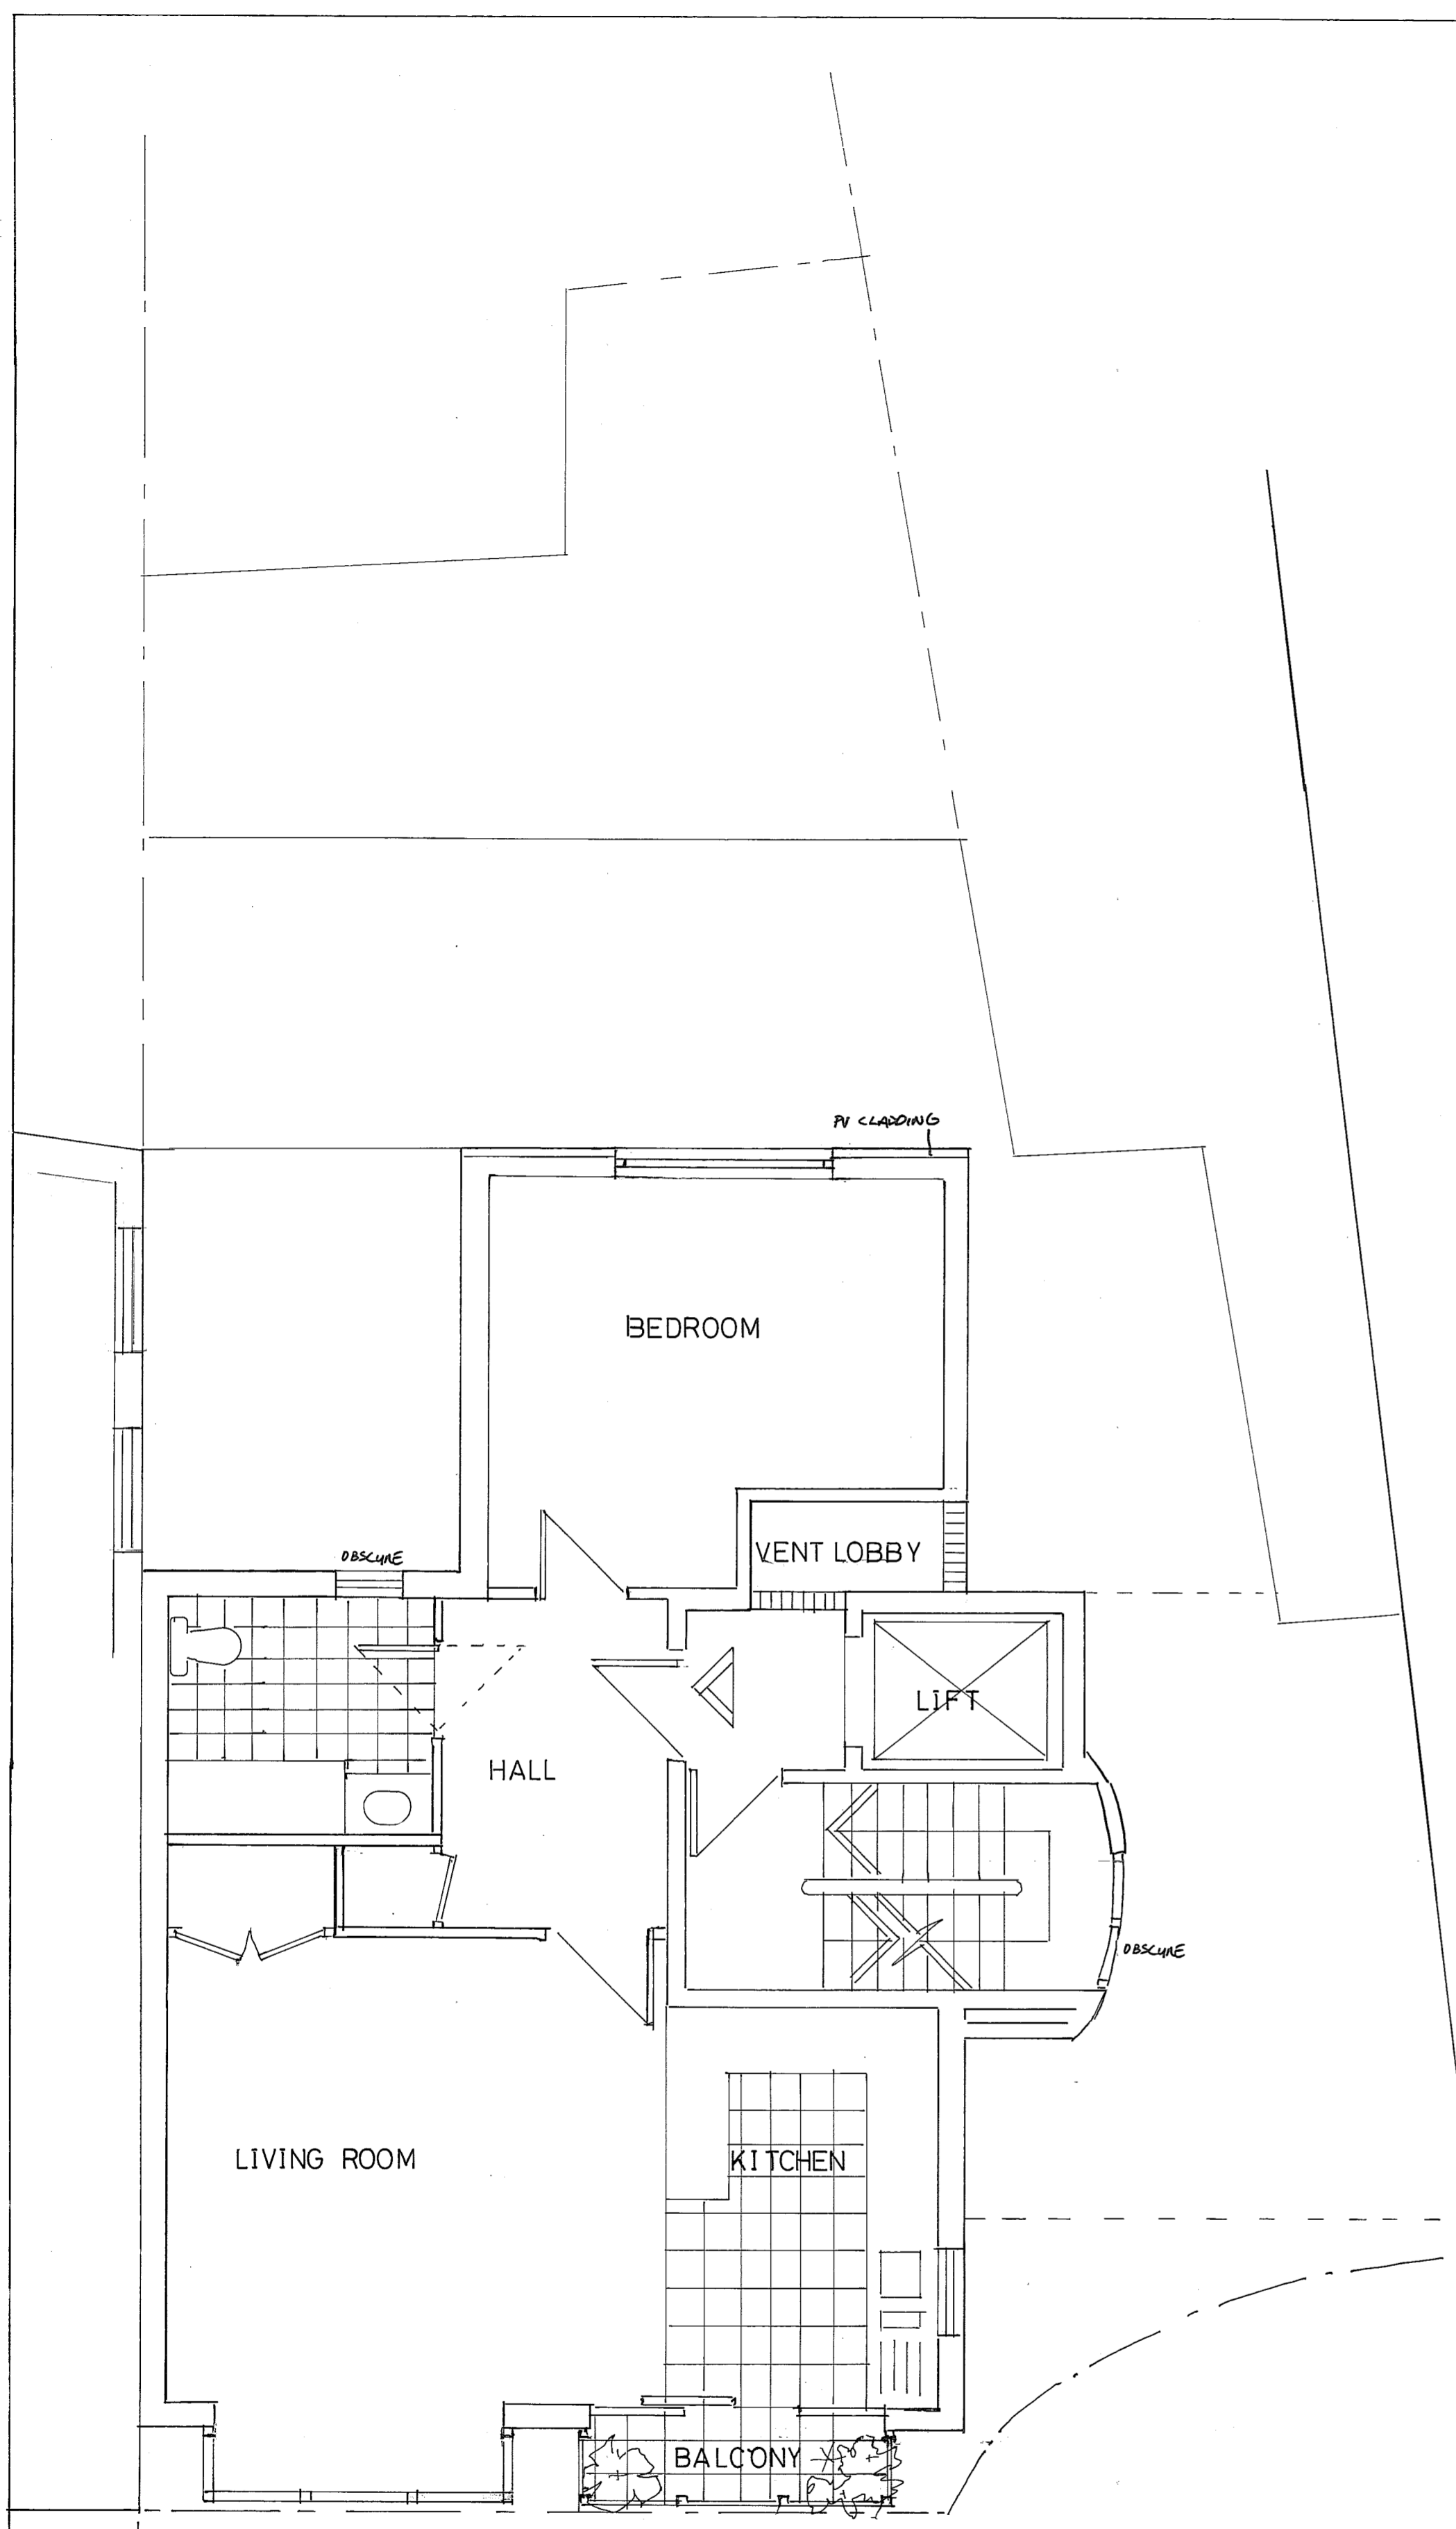 PV CLADDING
BEDROOM
VENT LOBBY
OBSCURE
LIFT
HALL
OBSCURE
LIVING ROOM
KITCHEN
BALCONY